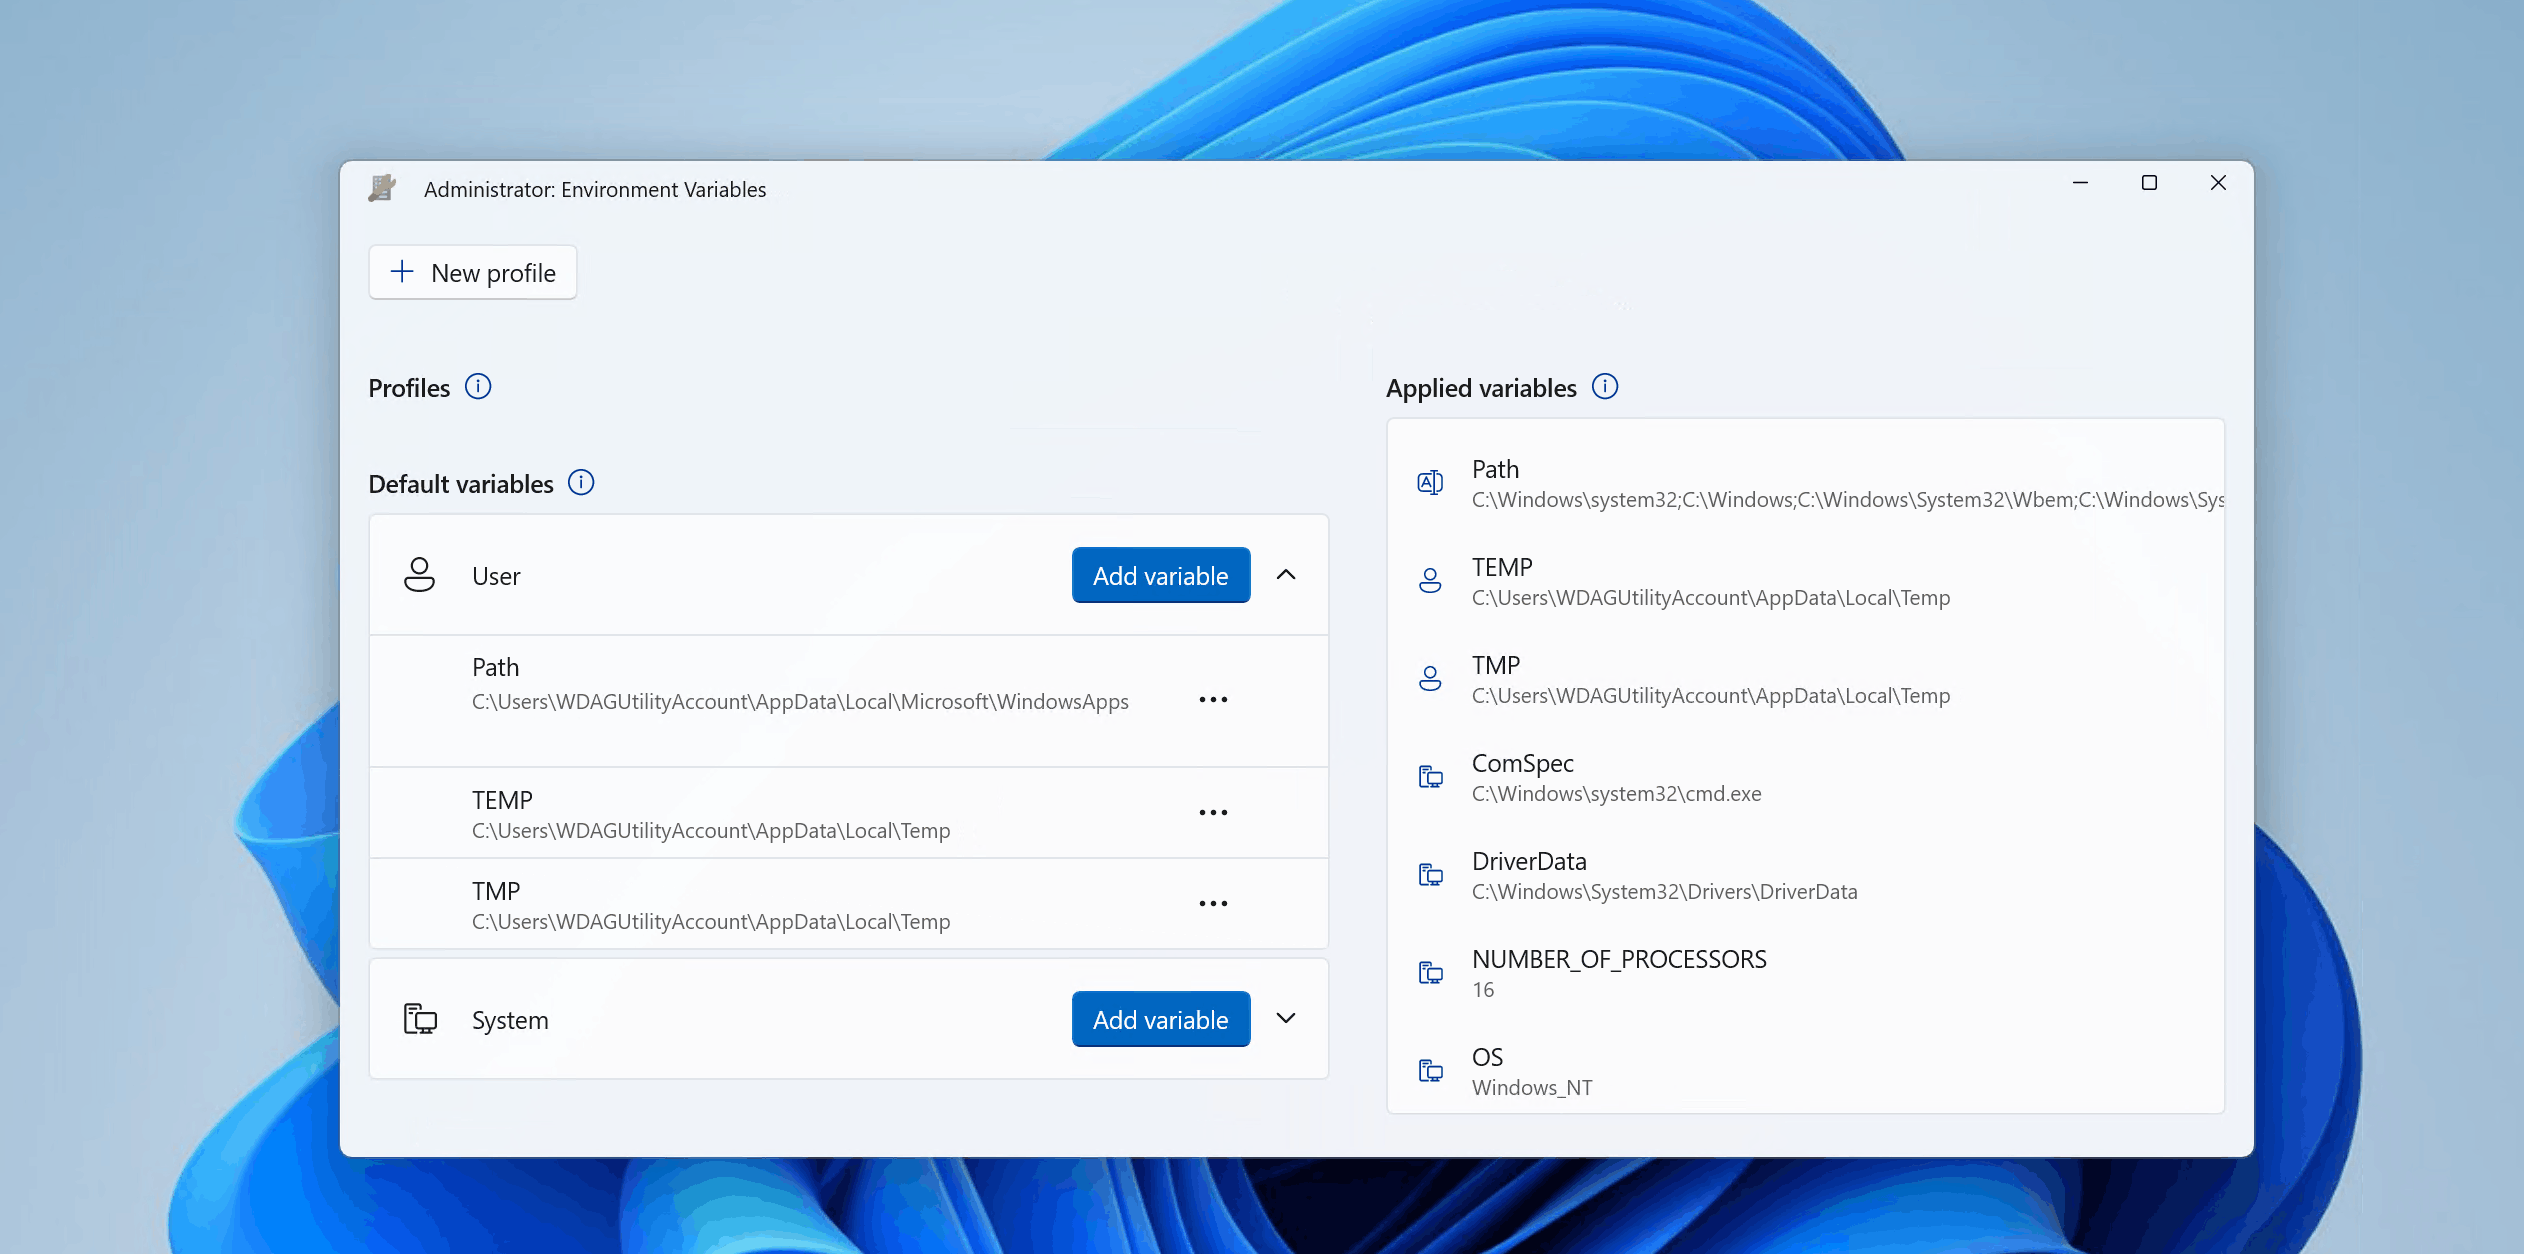 Administrator: Environment Variables
New profile
Profiles
Default variables
User
Add variable
Path
C:\Users\WDAGUtilityAccount\AppData\Local\Microsoft\WindowsApps
TEMP
C:\Users\WDAGUtilityAccount\AppData\Local\Temp
TMP
C:\Users\WDAGUtilityAccount\AppData\Local\Temp
System
Add variable
Applied variables
Path
C:\Windows\system32;C:\Windows;C:\Windows\System32\Wbem;C:\Windows\Sys
TEMP
C:\Users\WDAGUtilityAccount\AppData\Local\Temp
TMP
C:\Users\WDAGUtilityAccount\AppData\Local\Temp
ComSpec
C:\Windows\system32\cmd.exe
DriverData
C:\Windows\System32\Drivers\DriverData
NUMBER_OF_PROCESSORS
16
OS
Windows_NT